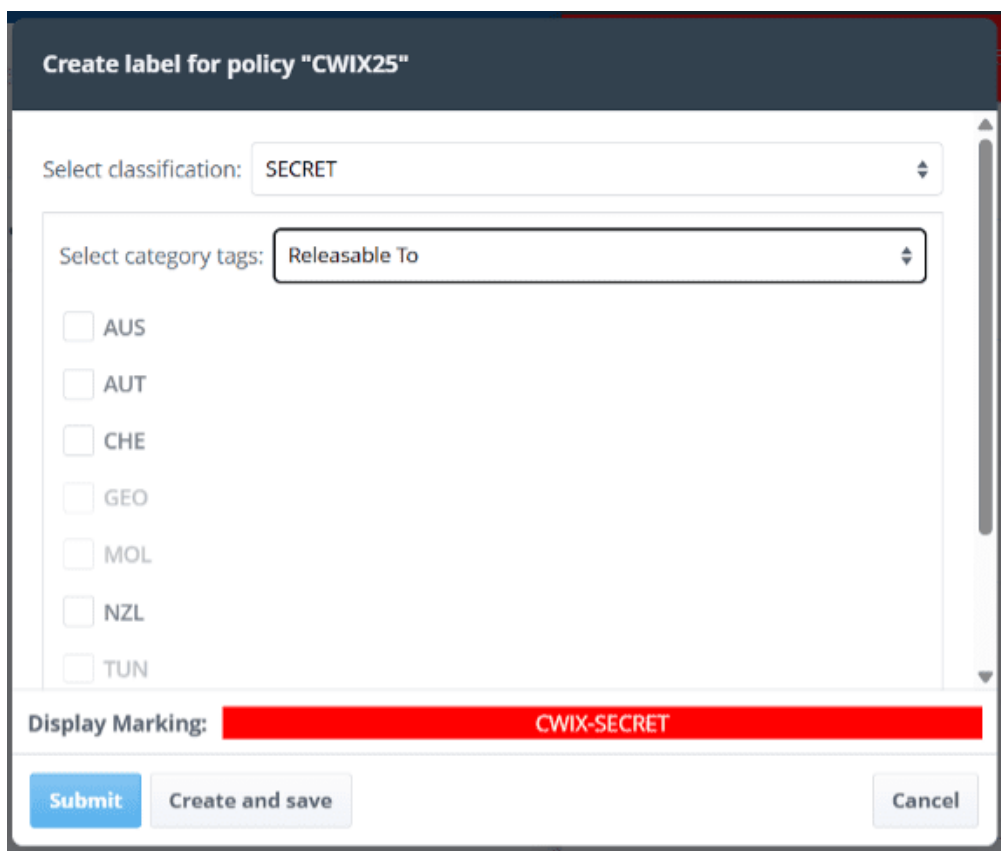 Create label for policy "CWIX25"
Select classification: SECRET
Select category tags: Releasable To
AUS
AUT
CHE
GEO
MOL
NZL
TUN
Display Marking: CWIX-SECRET
Submit Create and save Cancel